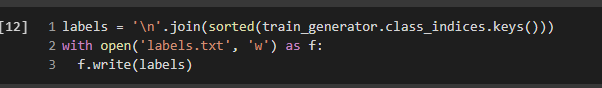 [12] 1 labels = '\n'.join(sorted(train_generator.class_indices.keys()))
2 with open('labels.txt', 'w') as f:
3   f.write(labels)